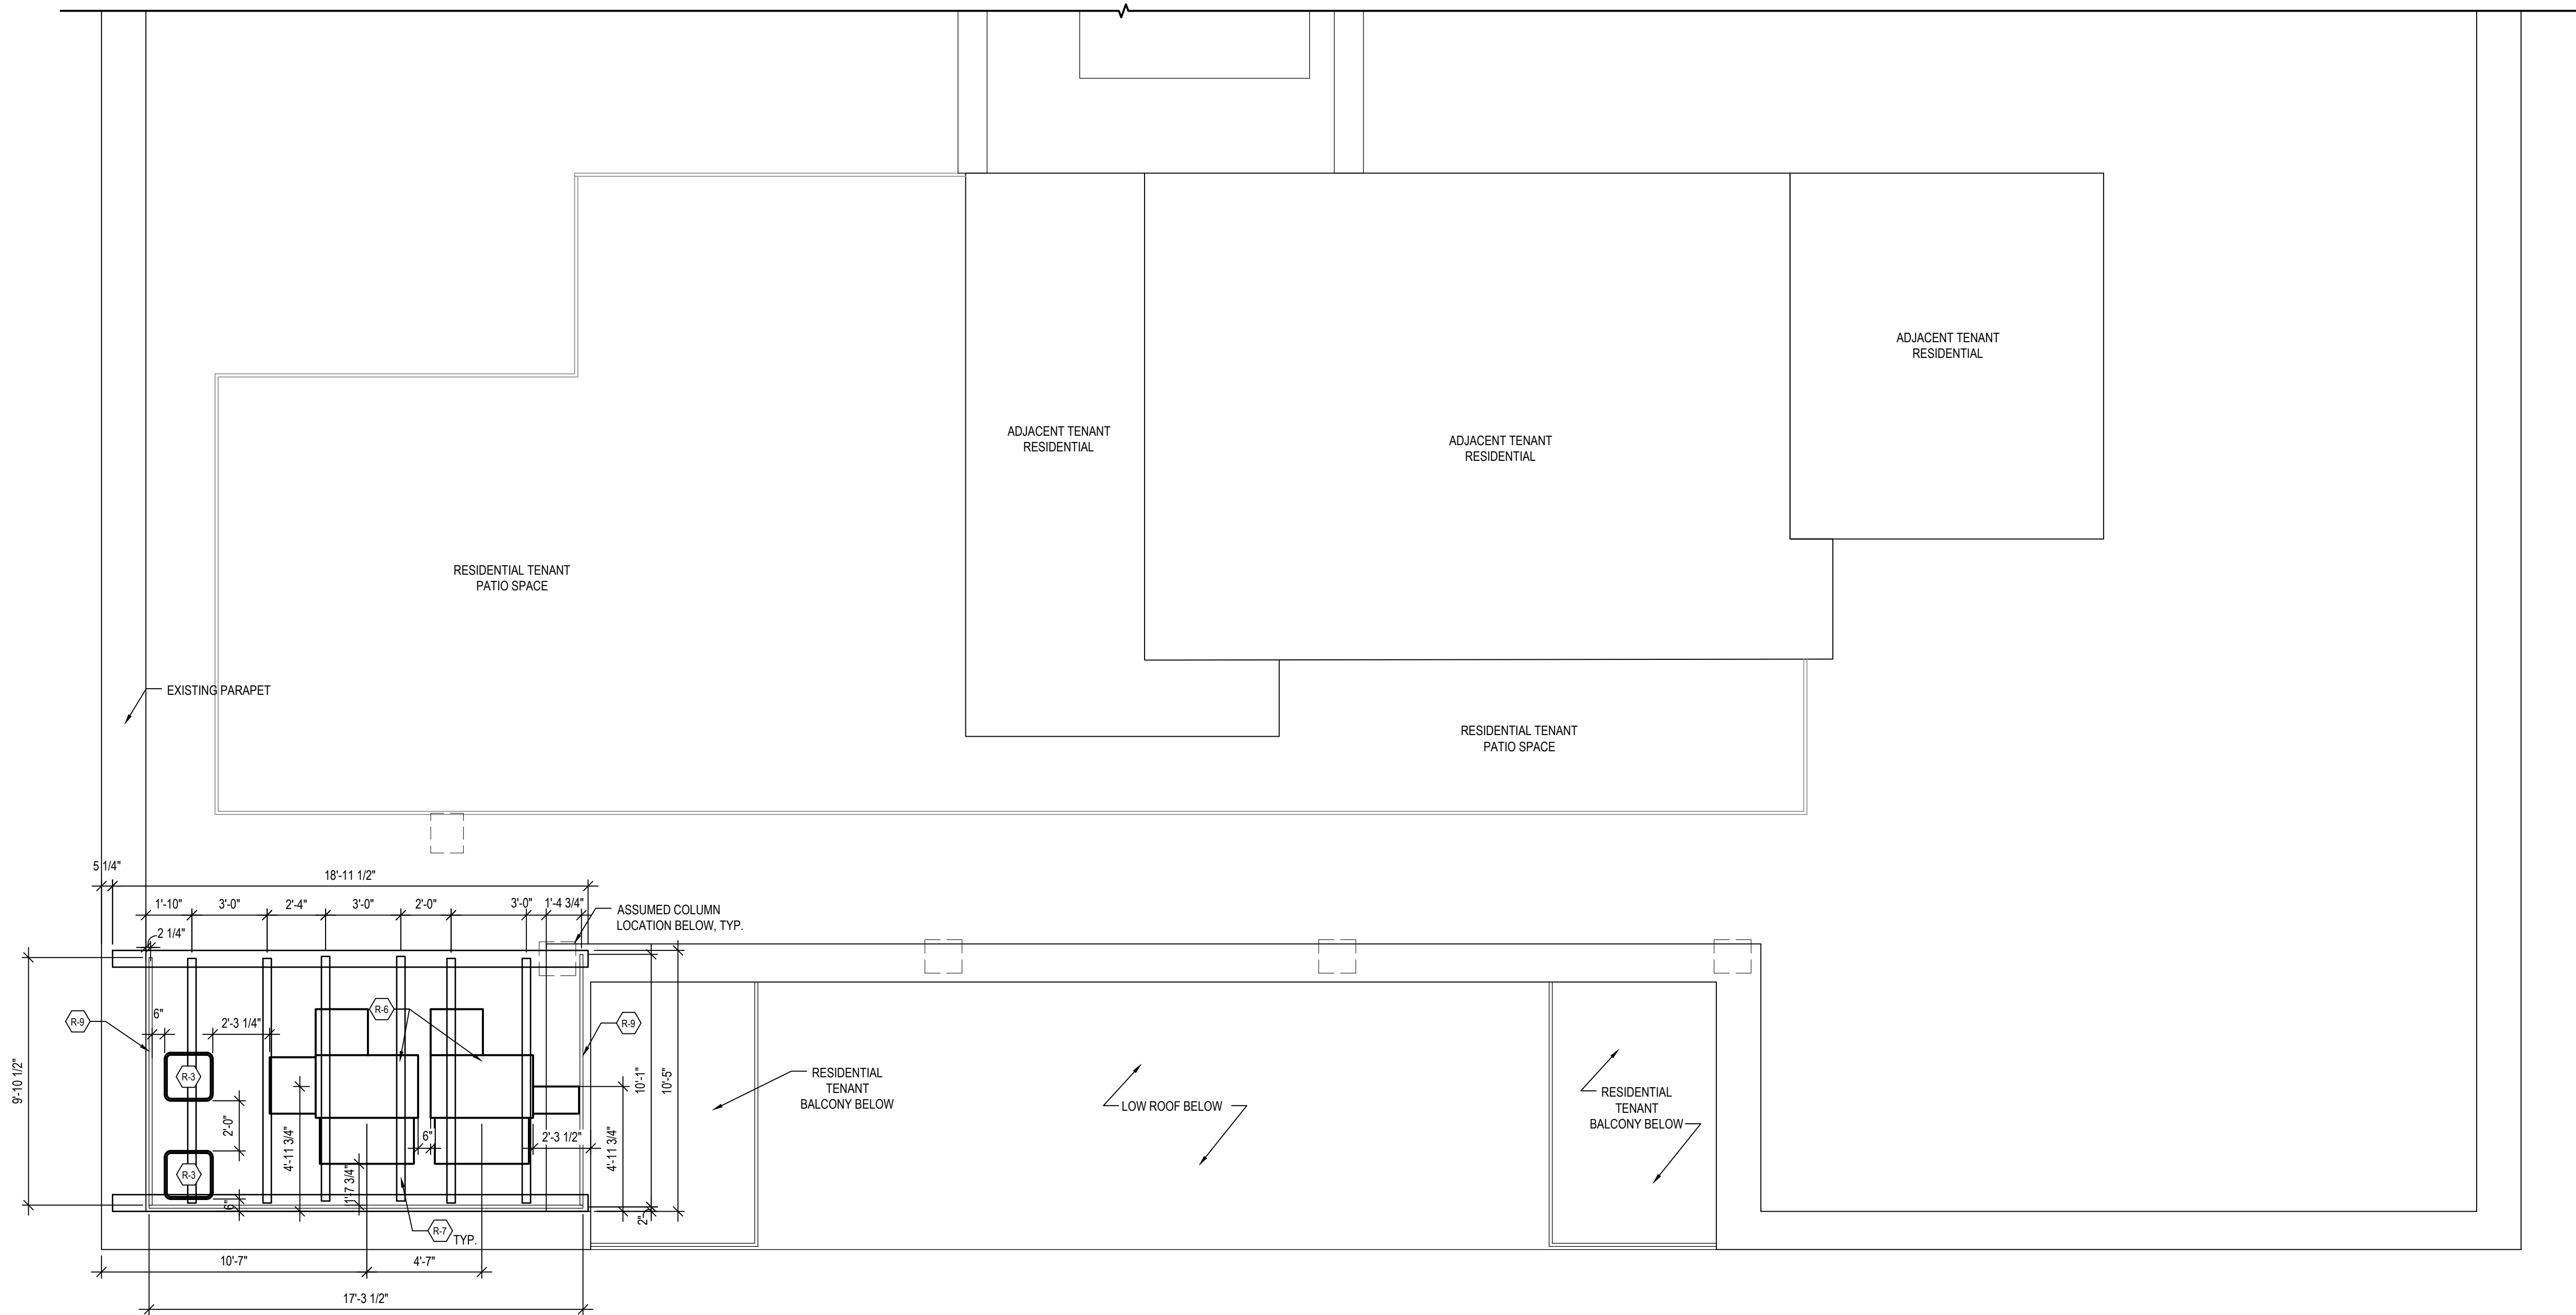 ADJACENT TENANT
RESIDENTIAL
ADJACENT TENANT
RESIDENTIAL
ADJACENT TENANT
RESIDENTIAL
RESIDENTIAL TENANT
PATIO SPACE
EXISTING PARAPET
RESIDENTIAL TENANT
PATIO SPACE
5 1/4"
18'-11 1/2"
1'-10"
3'-0"
2'-4"
3'-0"
2'-0"
3'-0"
1'-4 3/4"
ASSUMED COLUMN
LOCATION BELOW, TYP.
2 1/4"
R-9
6"
2'-3 1/4"
R-6
R-9
9'-10 1/2"
R-3
10'-1"
10'-5"
RESIDENTIAL
TENANT
BALCONY BELOW
LOW ROOF BELOW
RESIDENTIAL
TENANT
BALCONY BELOW
2'-0"
4'-11 3/4"
6"
2'-3 1/2"
4'-11 3/4"
R-3
1'-7 3/4"
6"
2"
R-7
TYP.
10'-7"
4'-7"
17'-3 1/2"